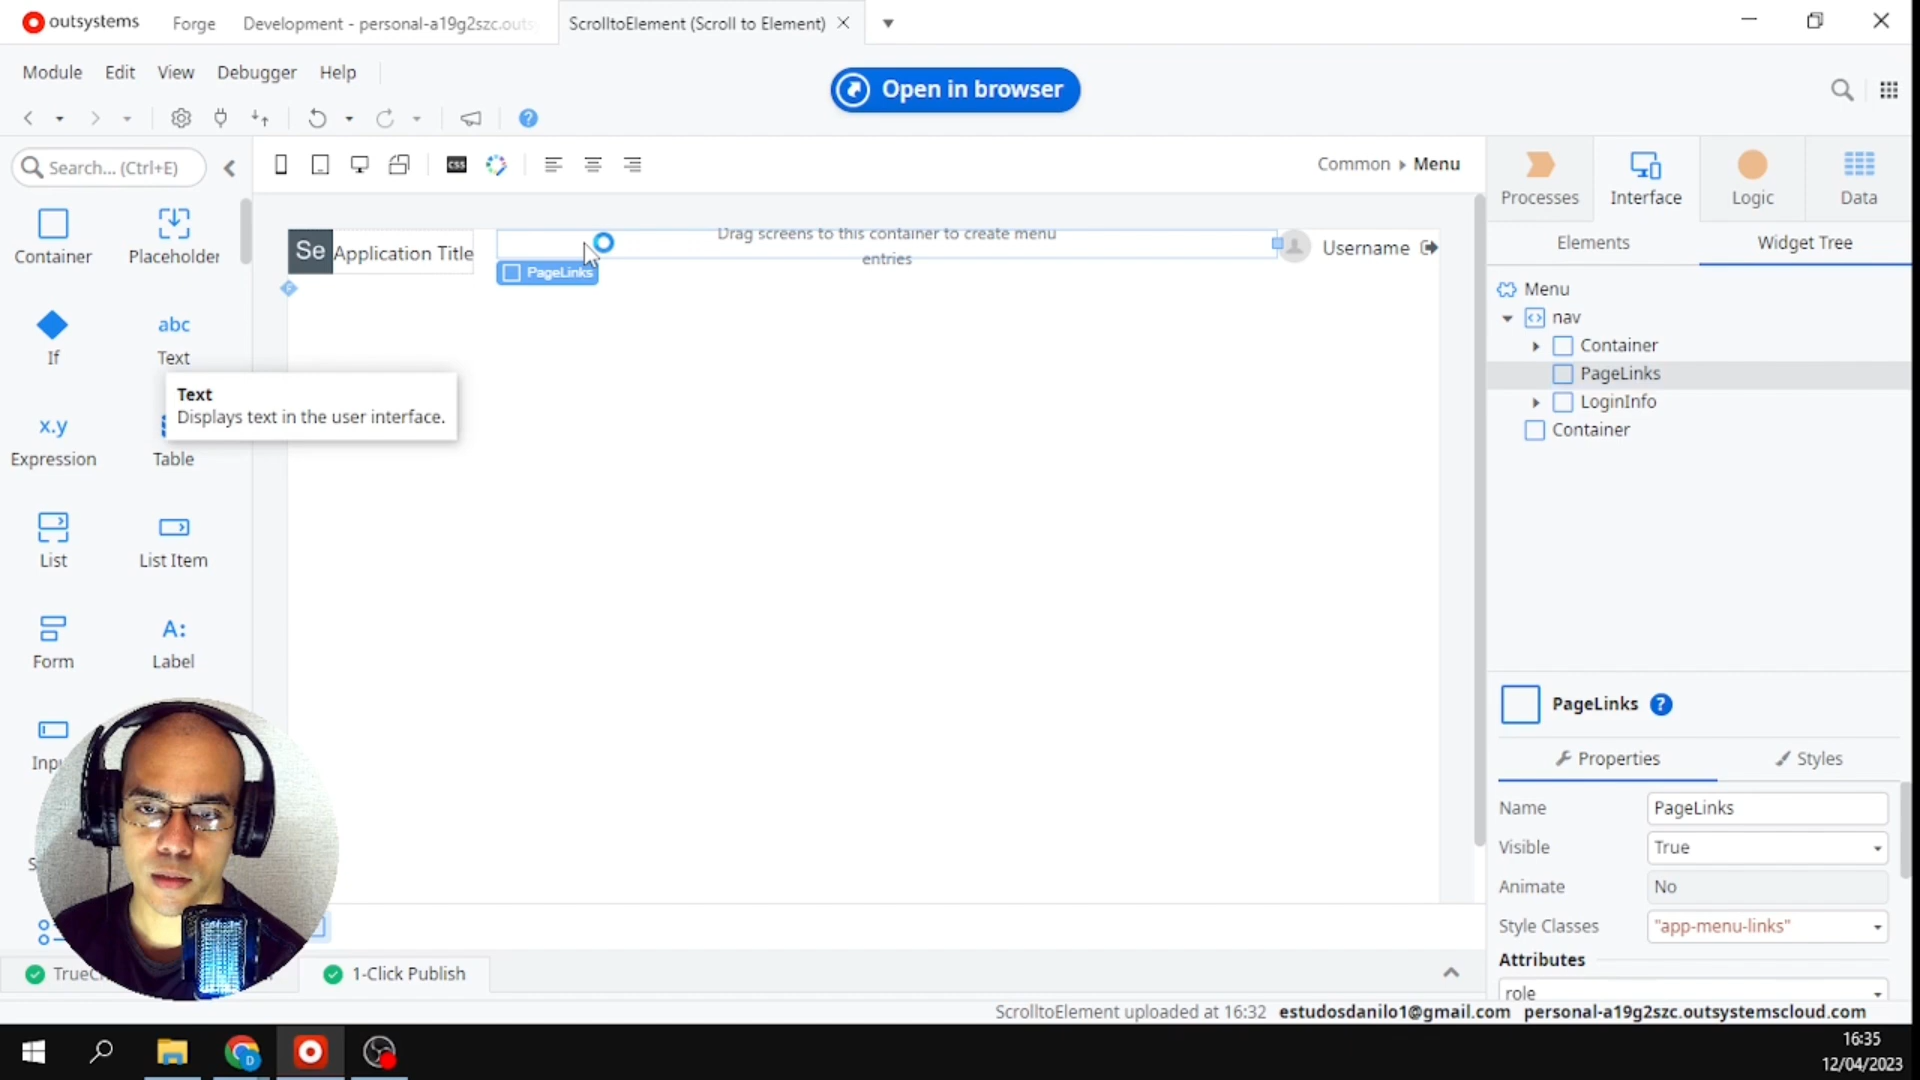 outsystems
Forge
Development - personal-a19g2szc.outs
ScrolltoElement (Scroll to Element)
Module
Edit
View
Debugger
Help
Open in browser
Search... (Ctrl+E)
css
Common
Menu
Processes
Interface
Logic
Data
Container
Placeholder
Se
Application Title
Drag screens to this container to create menu
entries
PageLinks
Username
Elements
Widget Tree
Menu
nav
Container
PageLinks
LoginInfo
Container
If
abc
Text
Text
Displays text in the user interface.
x.y
Expression
Table
List
List Item
Form
A:
Label
PageLinks
Properties
Styles
Name
PageLinks
Visible
True
Animate
No
Style Classes
"app-menu-links"
Attributes
role
1-Click Publish
ScrolltoElement uploaded at 16:32
estudosdanilo1@gmail.com
personal-a19g2szc.outsystemscloud.com
D
16:35
12/04/2023